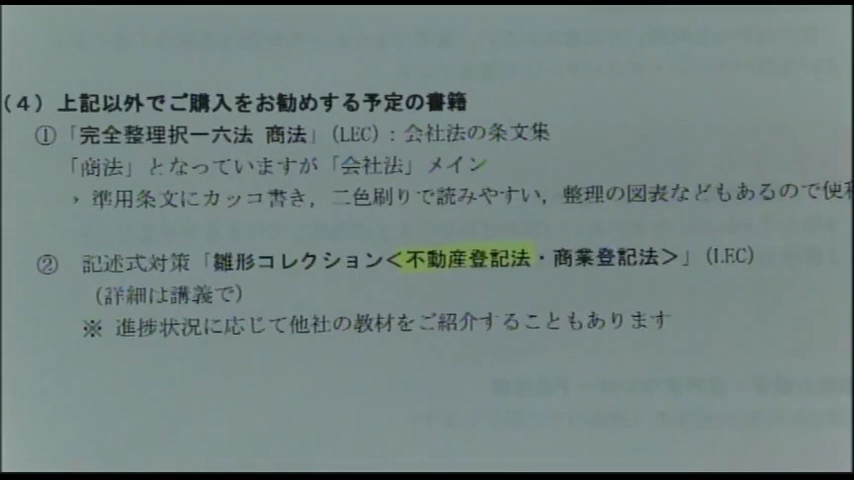 (4) 上記以外でご購入をお勧めする予定の書籍
①「完全整理択一六法 商法」(LEC)：会社法の条文集
「商法」となっていますが「会社法」メイン
準用条文にカッコ書き，二色刷りで読みやすい，整理の図表などもあるので便利
② 記述式対策「雛形コレクション＜不動産登記法・商業登記法＞」(LEC)
（詳細は講義で）
※ 進捗状況に応じて他社の教材をご紹介することもあります